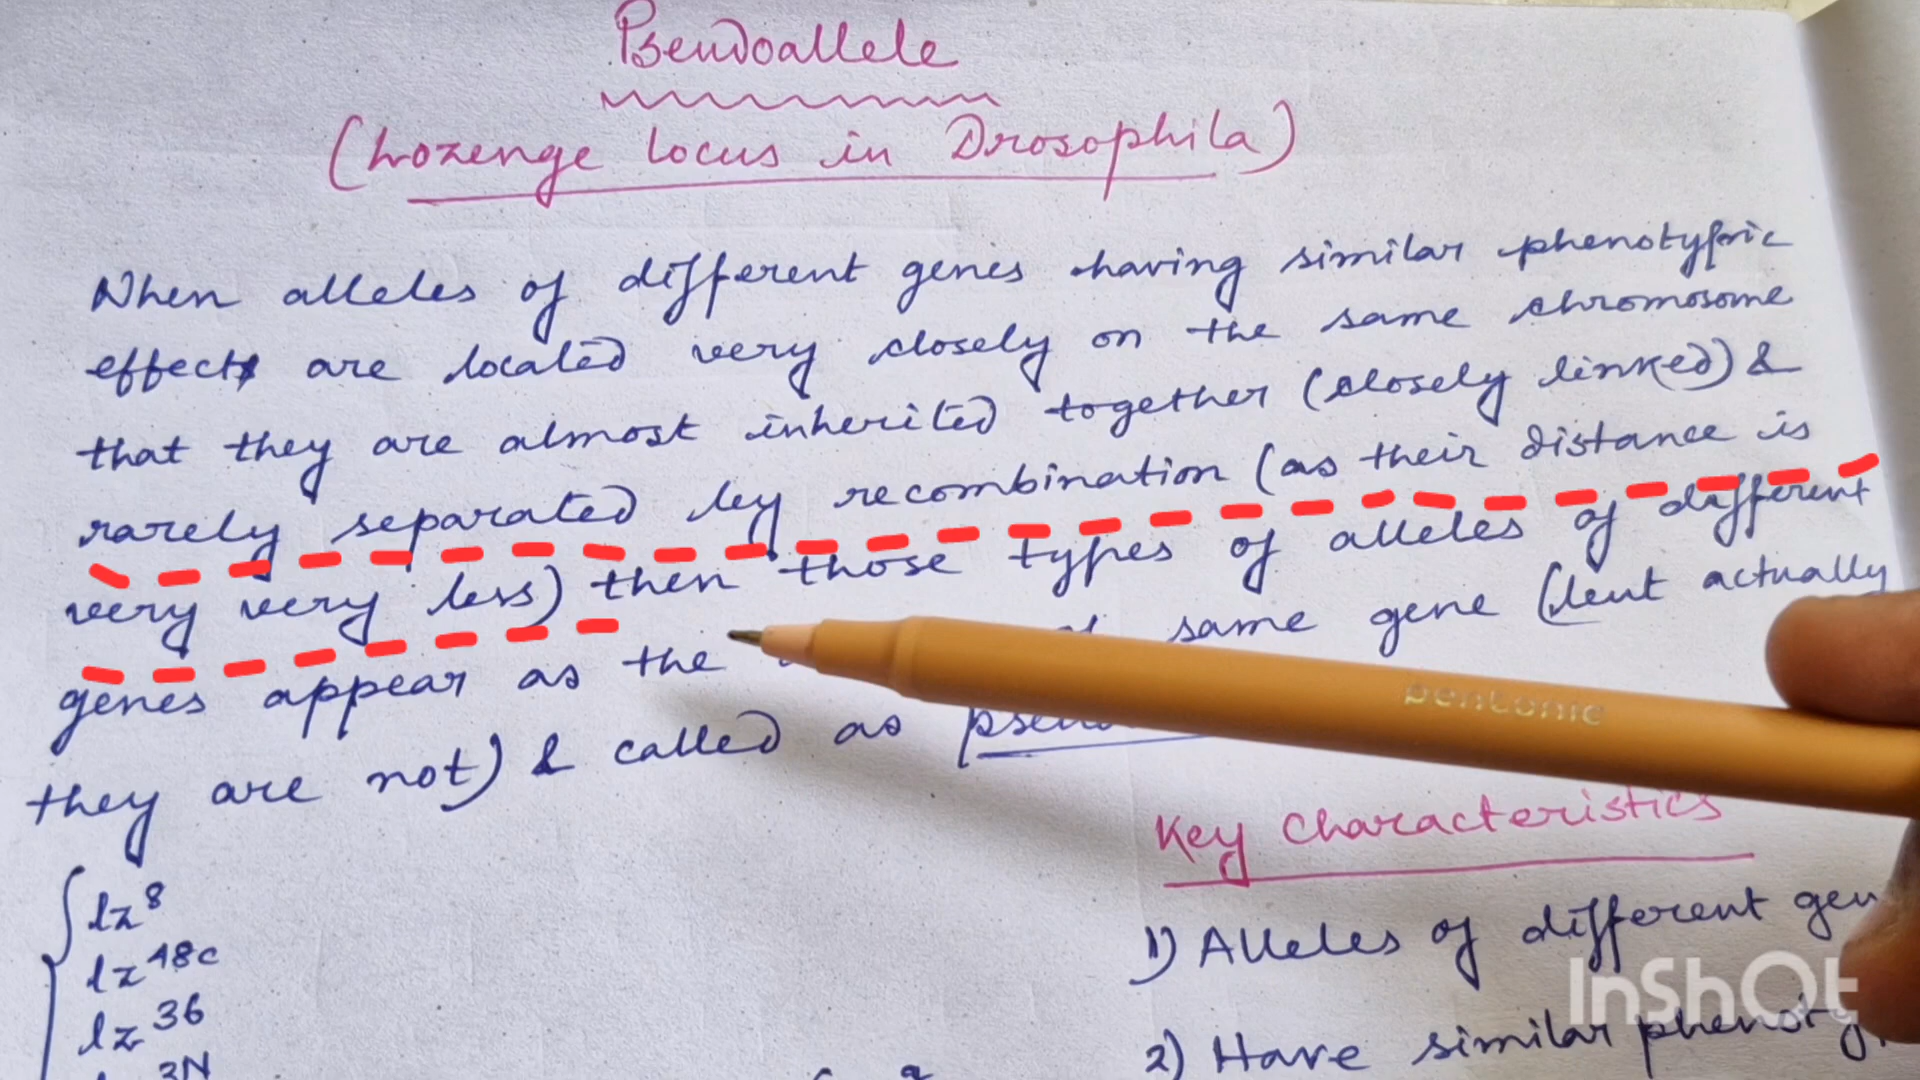 Pseudoallele
(Lozenge locus in Drosophila)
When alleles of different genes having similar phenotypic
effect are located very closely on the same chromosome
that they are almost inherited together (closely linked) &
rarely separated by recombination (as their distance is
very very less) then those types of alleles of different
genes appear as the same gene (but actually
they are not) & called as
pentonic
Key Characteristics
lz8
lz48c
lz36
3N
1) Alleles of different
2) Have similar
InShOt